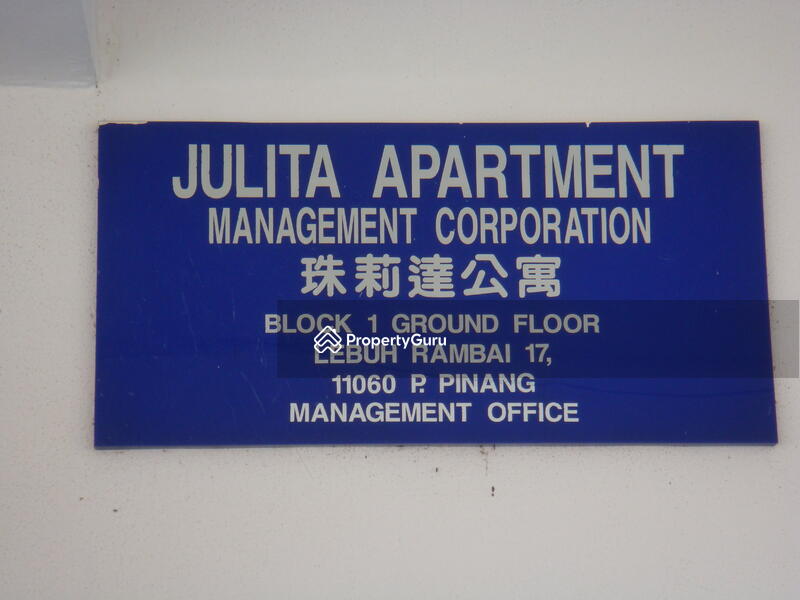 JULITA APARTMENT
MANAGEMENT CORPORATION
珠莉達公寓
BLOCK 1 GROUND FLOOR
PropertyGuru
LEBUH RAMBAI 17,
11060 P. PINANG
MANAGEMENT OFFICE